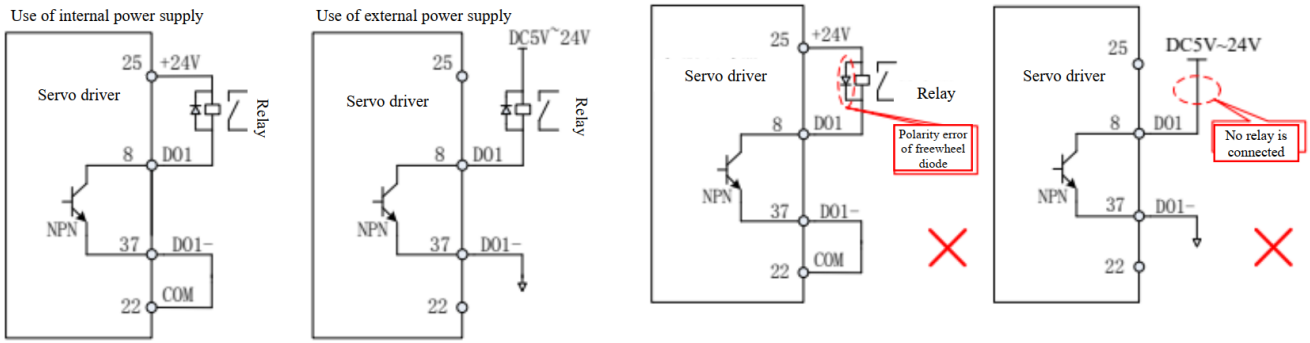 Use of internal power supply
25
+24V
Servo driver
Relay
8
DO1
NPN
37
DO1-
22
COM
Use of external power supply
DC5V~24V
25
Servo driver
Relay
8
DO1
NPN
37
DO1-
22
25
+24V
Servo driver
Relay
8
DO1
Polarity error
of freewheel
diode
NPN
37
DO1-
22
COM
25
DC5V~24V
Servo driver
8
DO1
No relay is
connected
NPN
37
DO1-
22